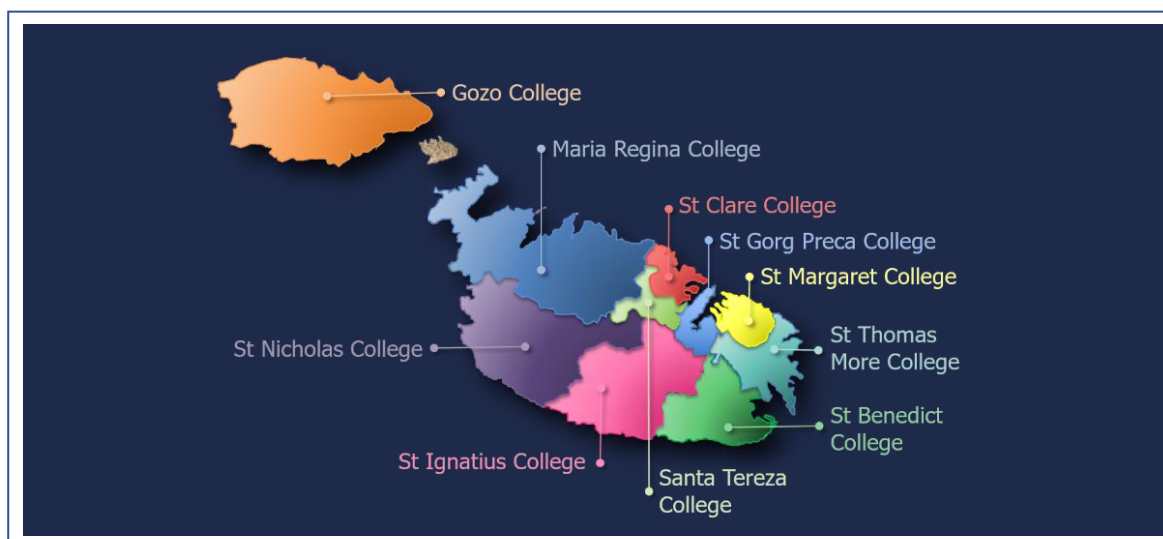 Gozo College
Maria Regina College
St Clare College
St Gorg Preca College
St Margaret College
St Thomas
More College
St Nicholas College
St Benedict
College
St Ignatius College
Santa Tereza
College